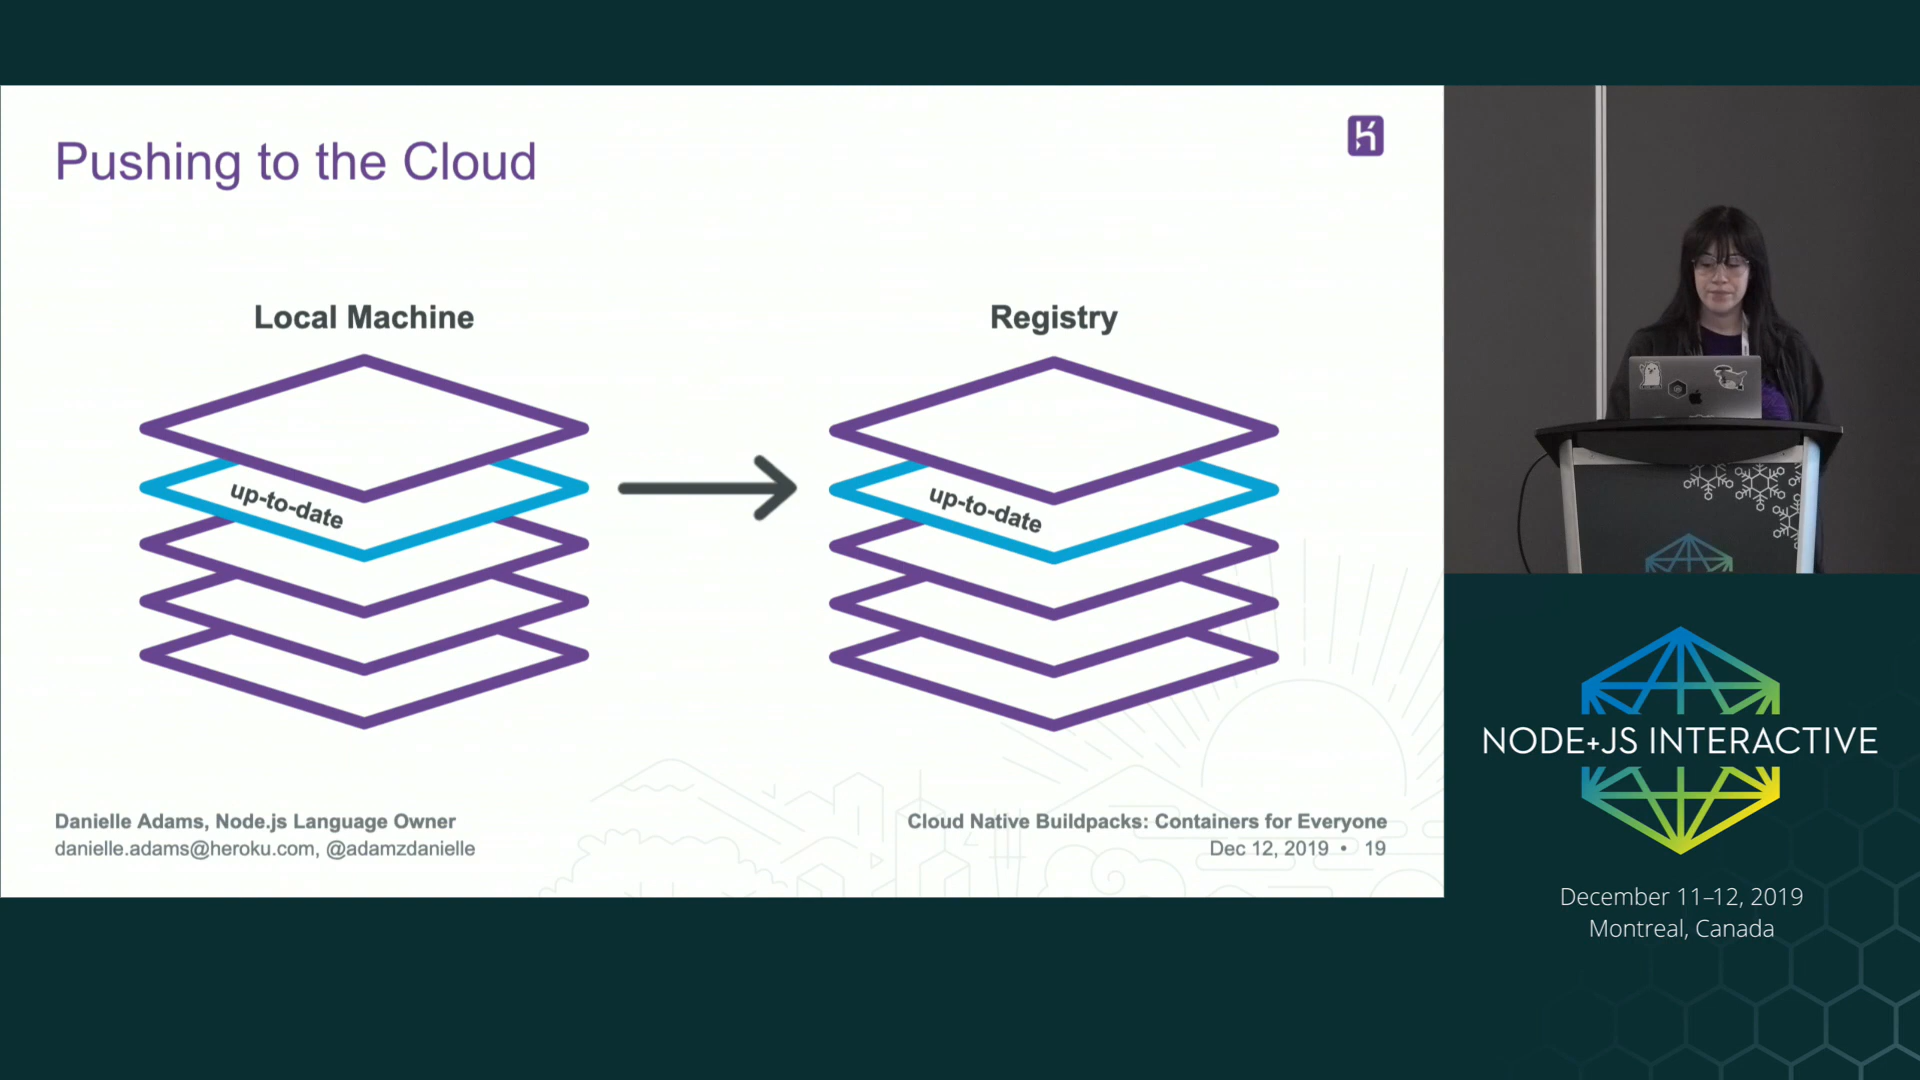 Pushing to the Cloud
Local Machine
Registry
up-to-date
up-to-date
Danielle Adams, Node.js Language Owner
danielle.adams@heroku.com, @adamzdanielle
Cloud Native Buildpacks: Containers for Everyone
Dec 12, 2019 • 19
NODE+JS INTERACTIVE
December 11–12, 2019
Montreal, Canada